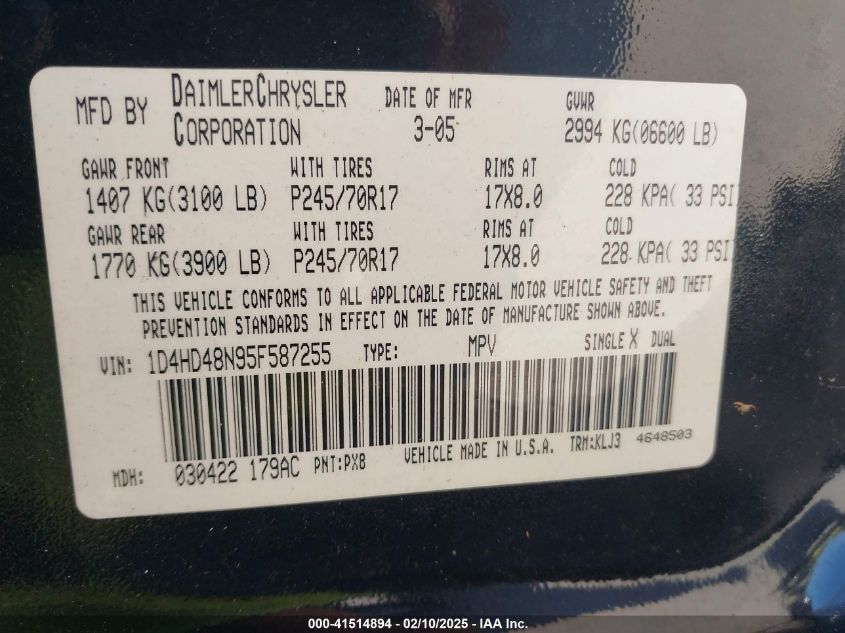 MFD BY DAIMLERCHRYSLER CORPORATION DATE OF MFR 3-05 GVWR 2994 KG(06600 LB)
GAWR FRONT WITH TIRES RIMS AT COLD
1407 KG(3100 LB) P245/70R17 17X8.0 228 KPA( 33 PSI
GAWR REAR WITH TIRES RIMS AT COLD
1770 KG(3900 LB) P245/70R17 17X8.0 228 KPA( 33 PSI
THIS VEHICLE CONFORMS TO ALL APPLICABLE FEDERAL MOTOR VEHICLE SAFETY AND THEFT
PREVENTION STANDARDS IN EFFECT ON THE DATE OF MANUFACTURE SHOWN ABOVE.
VIN: 1D4HD48N95F587255 TYPE: MPV SINGLE X DUAL
MDH: 030422 179AC PNT:PX8 VEHICLE MADE IN U.S.A. TRM:KLJ3 4648503
000-41514894 - 02/10/2025 - IAA Inc.